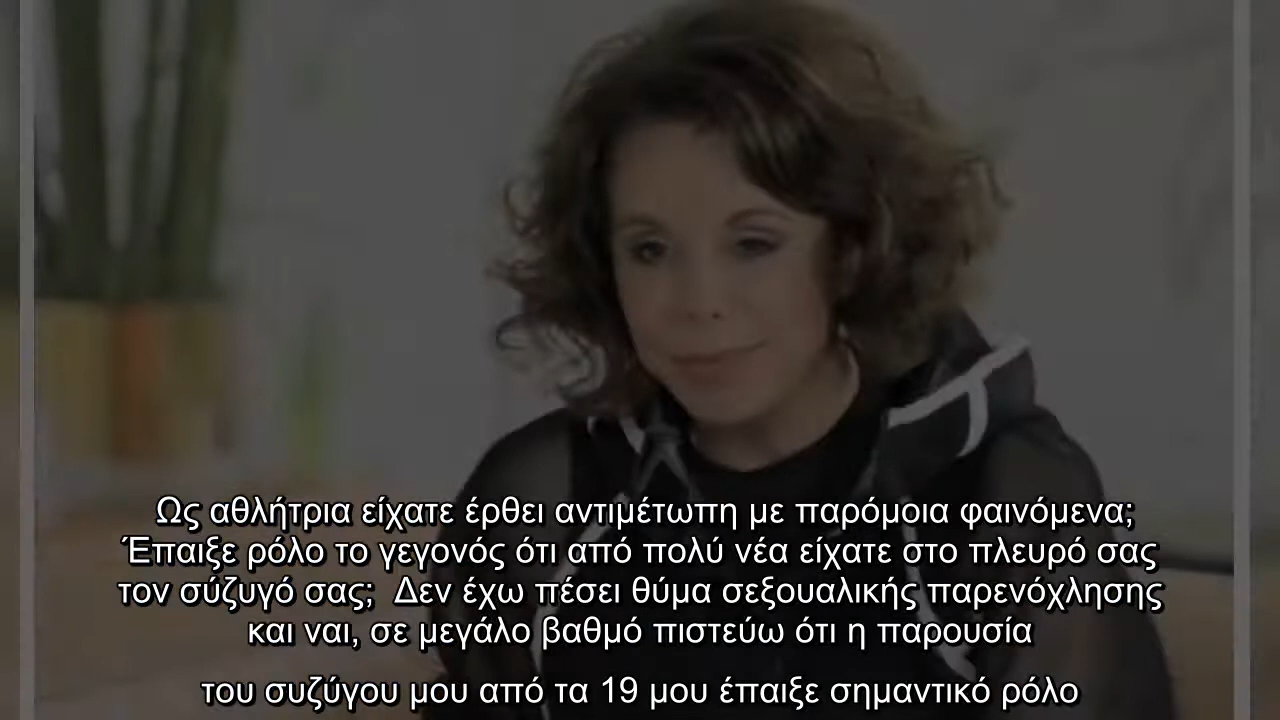 Ως αθλήτρια είχατε έρθει αντιμέτωπη με παρόμοια φαινόμενα;
Έπαιξε ρόλο το γεγονός ότι από πολύ νέα είχατε στο πλευρό σας
τον σύζυγό σας;  Δεν έχω πέσει θύμα σεξουαλικής παρενόχλησης
και ναι, σε μεγάλο βαθμό πιστεύω ότι η παρουσία
του συζύγου μου από τα 19 μου έπαιξε σημαντικό ρόλο